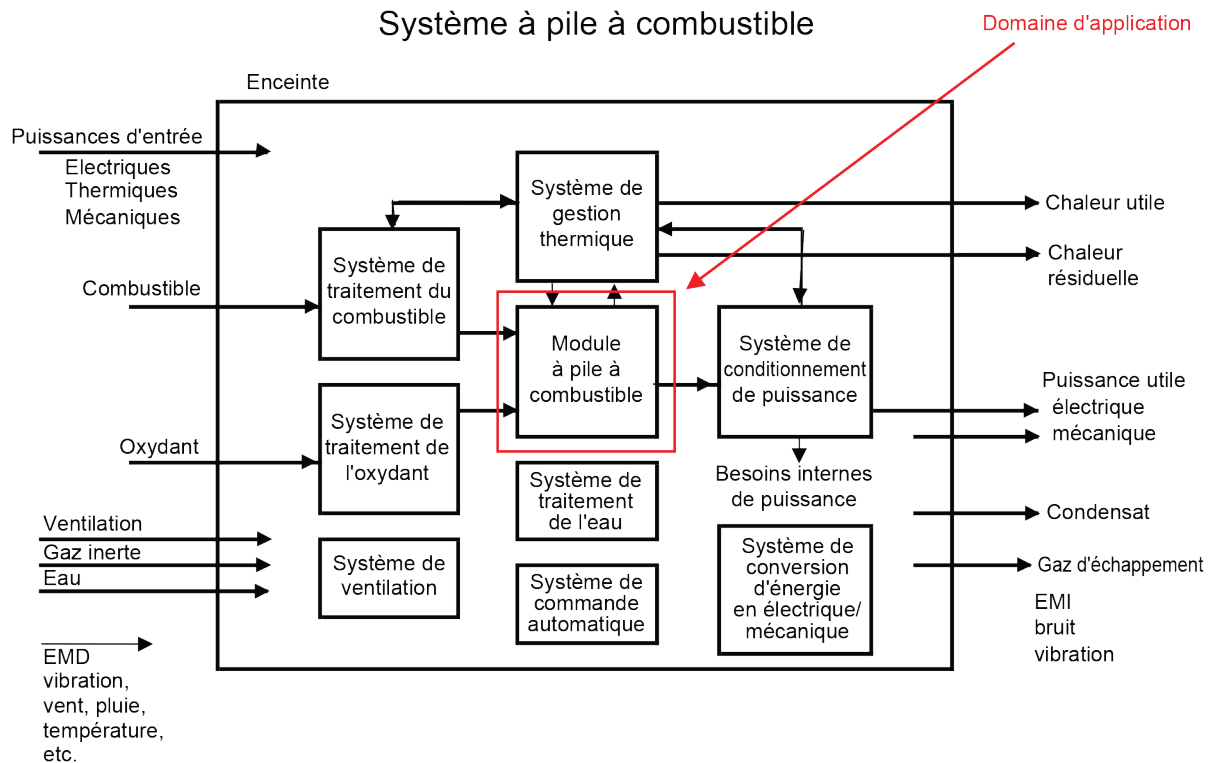 Système à pile à combustible
Domaine d'application
Enceinte
Puissances d'entrée
Electriques
Thermiques
Mécaniques
Système de
gestion
thermique
Chaleur utile
Chaleur
résiduelle
Combustible
Système de
traitement du
combustible
Module
à pile à
combustible
Système de
conditionnement
de puissance
Puissance utile
électrique
mécanique
Oxydant
Système de
traitement de
l'oxydant
Besoins internes
de puissance
Système de
traitement
de l'eau
Condensat
Ventilation
Gaz inerte
Eau
Système de
ventilation
Système de
commande
automatique
Système de
conversion
d'énergie
en électrique/
mécanique
Gaz d'échappement
EMI
bruit
vibration
EMD
vibration,
vent, pluie,
température,
etc.